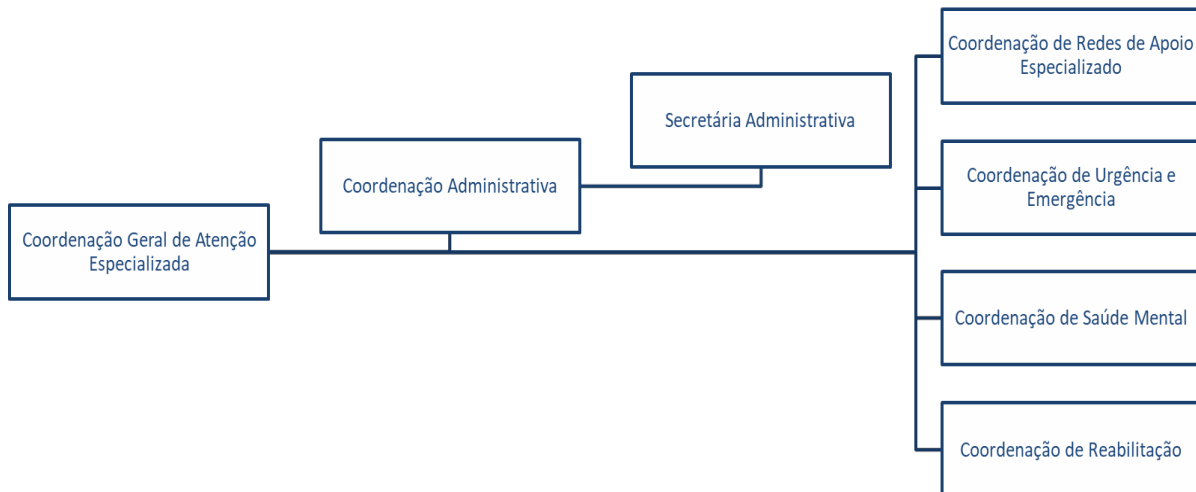 Coordenação Geral de Atenção
Especializada
Coordenação Administrativa
Secretária Administrativa
Coordenação de Redes de Apoio
Especializado
Coordenação de Urgência e
Emergência
Coordenação de Saúde Mental
Coordenação de Reabilitação